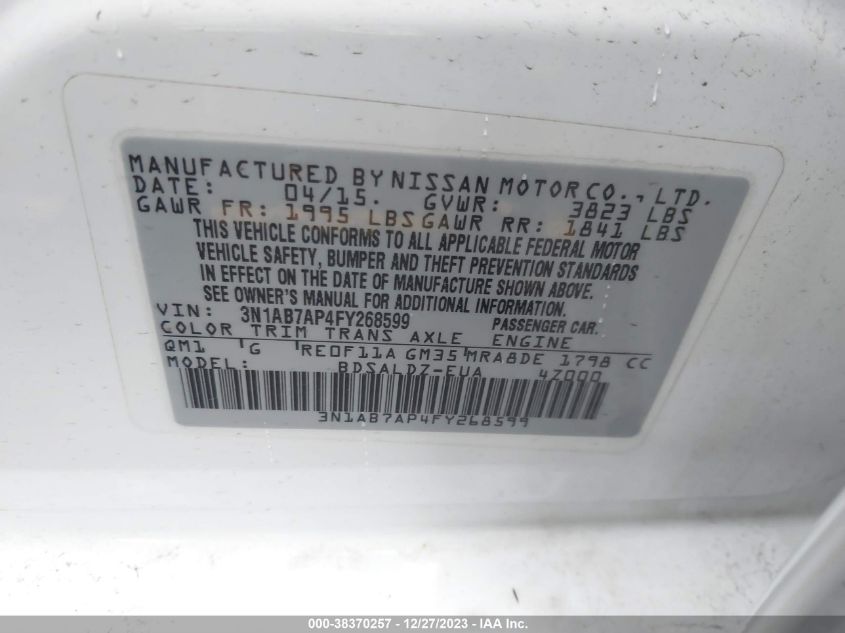 MANUFACTURED BY NISSAN MOTOR CO., LTD.
DATE: 04/15. GVWR: 3823 LBS
GAWR FR: 1995 LBS GAWR RR: 1841 LBS
THIS VEHICLE CONFORMS TO ALL APPLICABLE FEDERAL MOTOR
VEHICLE SAFETY, BUMPER AND THEFT PREVENTION STANDARDS
IN EFFECT ON THE DATE OF MANUFACTURE SHOWN ABOVE.
SEE OWNER'S MANUAL FOR ADDITIONAL INFORMATION.
VIN: 3N1AB7AP4FY268599 PASSENGER CAR.
COLOR TRIM TRANS AXLE ENGINE
QM1 G RE0F11A GM35 MRA8DE 1798 CC
MODEL: BDSALDZ-EUA 4Z000
3N1AB7AP4FY268599
000-38370257 - 12/27/2023 - IAA Inc.